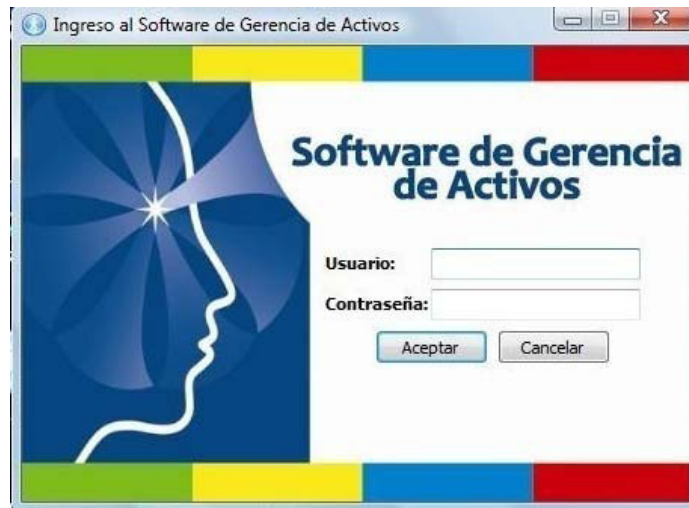 Ingreso al Software de Gerencia de Activos
Software de Gerencia
de Activos
Usuario:
Contraseña:
Aceptar Cancelar